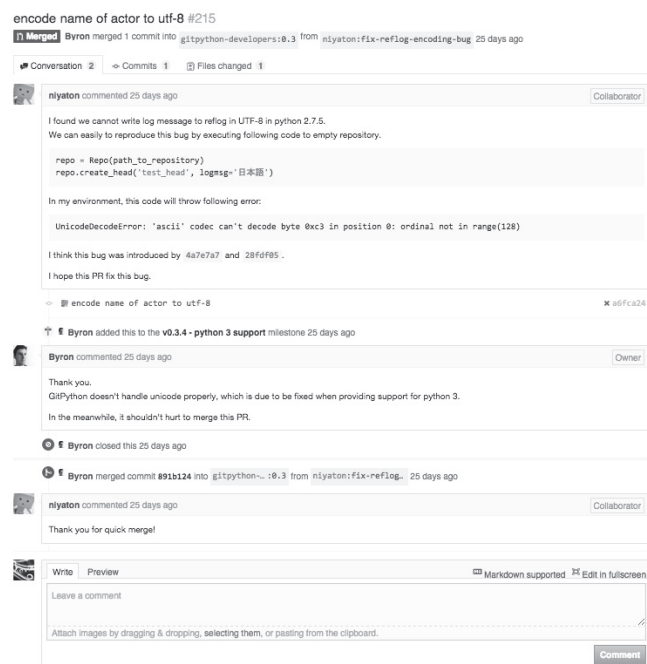 encode name of actor to utf-8 #215
Merged Byron merged 1 commit into gitpython-developers:0.3 from niyaton:fix-reflog-encoding-bug 25 days ago
Conversation 2 Commits 1 Files changed 1
niyaton commented 25 days ago Collaborator
I found we cannot write log message to reflog in UTF-8 in python 2.7.5.
We can easily to reproduce this bug by executing following code to empty repository.
repo = Repo(path_to_repository)
repo.create_head('test_head', logmsg='日本語')
In my environment, this code will throw following error:
UnicodeDecodeError: 'ascii' codec can't decode byte 0xc3 in position 0: ordinal not in range(128)
I think this bug was introduced by 4a7e7a7 and 28fdf05 .
I hope this PR fix this bug.
encode name of actor to utf-8 a6fca24
Byron added this to the v0.3.4 - python 3 support milestone 25 days ago
Byron commented 25 days ago Owner
Thank you.
GitPython doesn't handle unicode properly, which is due to be fixed when providing support for python 3.
In the meanwhile, it shouldn't hurt to merge this PR.
Byron closed this 25 days ago
Byron merged commit 891b124 into gitpython-… :0.3 from niyaton:fix-reflog… 25 days ago
niyaton commented 25 days ago Collaborator
Thank you for quick merge!
Write Preview Markdown supported Edit in fullscreen
Leave a comment
Attach images by dragging & dropping, selecting them, or pasting from the clipboard.
Comment